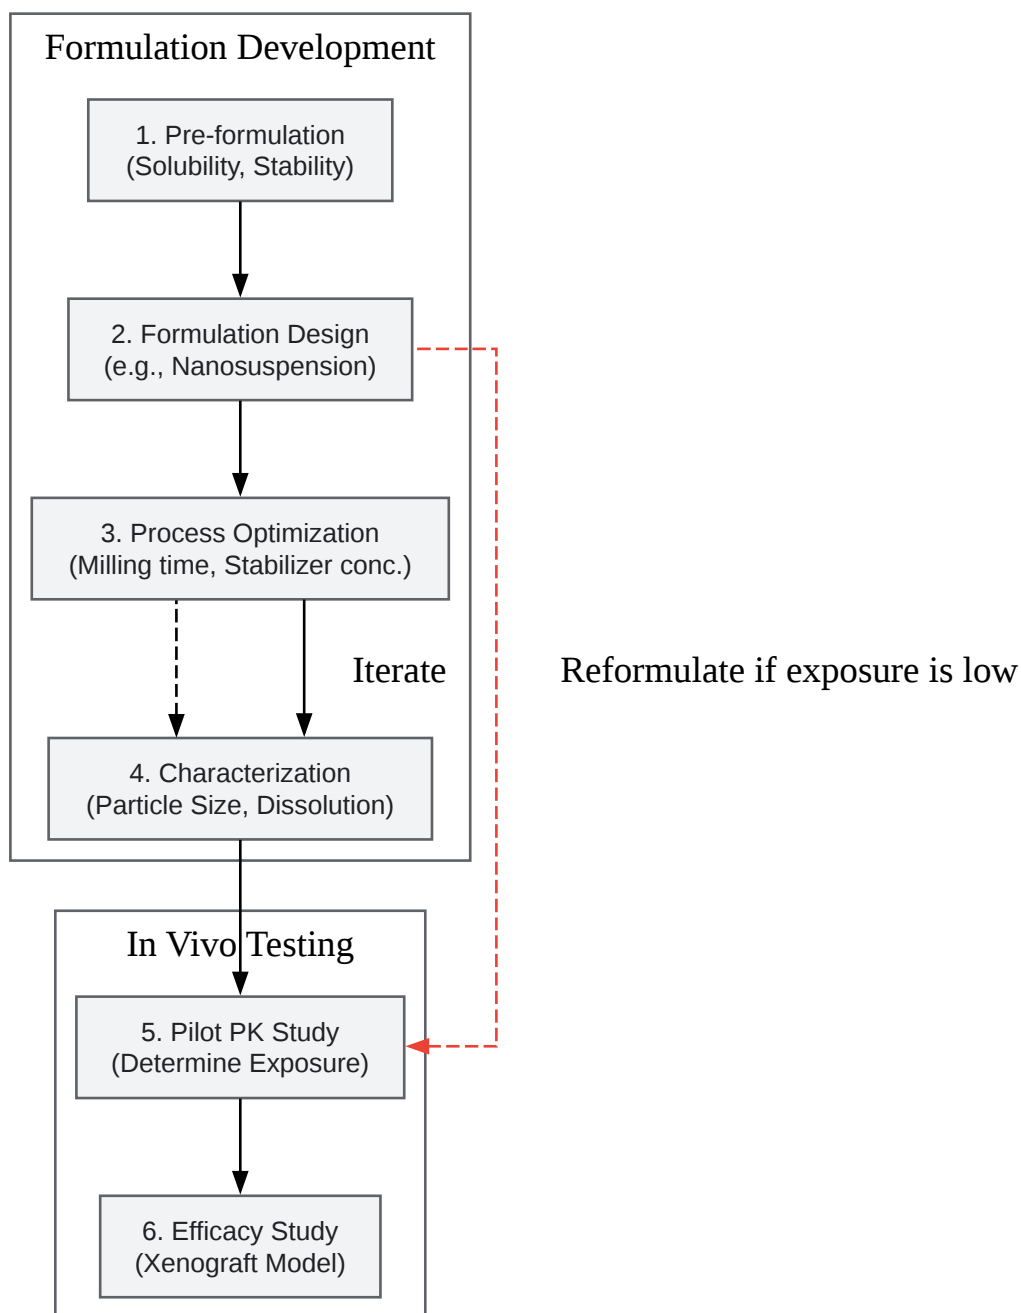 Formulation Development
1. Pre-formulation
(Solubility, Stability)
2. Formulation Design
(e.g., Nanosuspension)
3. Process Optimization
(Milling time, Stabilizer conc.)
Iterate
Reformulate if exposure is low
4. Characterization
(Particle Size, Dissolution)
In Vivo Testing
5. Pilot PK Study
(Determine Exposure)
6. Efficacy Study
(Xenograft Model)